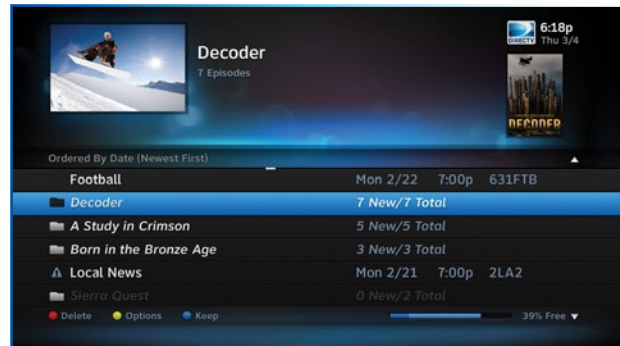 6:18p
Decoder
DIRECTV
Thu 3/4
7 Episodes
DECODER
Ordered By Date (Newest First)
Football Mon 2/22 7:00p 631FTB
Decoder 7 New/7 Total
A Study in Crimson 5 New/5 Total
Born in the Bronze Age 3 New/3 Total
Local News Mon 2/21 7:00p 2LA2
Sierra Quest 0 New/2 Total
Delete Options Keep 39% Free